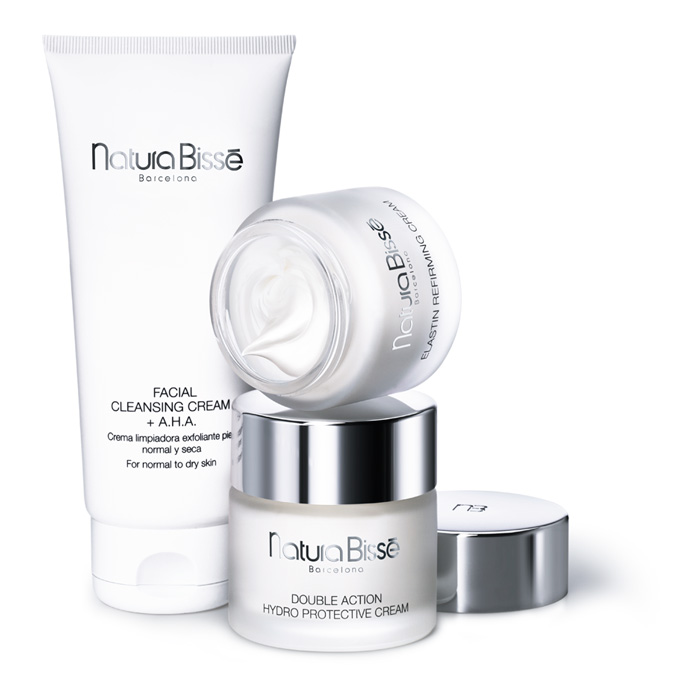 Natura Bissé
Barcelona
FACIAL
CLEANSING CREAM
+ A.H.A.
Crema limpiadora exfoliante piel
normal y seca
For normal to dry skin
Natura Bissé
Barcelona
ELASTIN REFIRMING CREAM
Natura Bissé
Barcelona
DOUBLE ACTION
HYDRO PROTECTIVE CREAM
NB